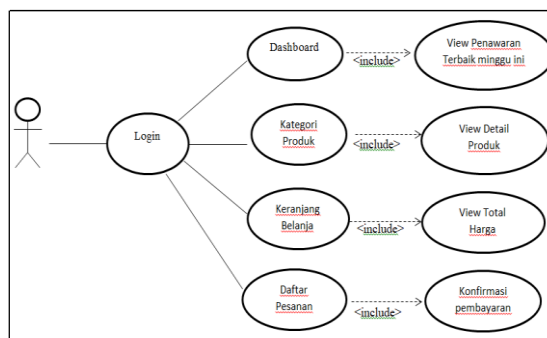 Login
Dashboard
<include>
View Penawaran
Terbaik minggu ini
Kategori
Produk
<include>
View Detail
Produk
Keranjang
Belanja
<include>
View Total
Harga
Daftar
Pesanan
<include>
Konfirmasi
pembayaran